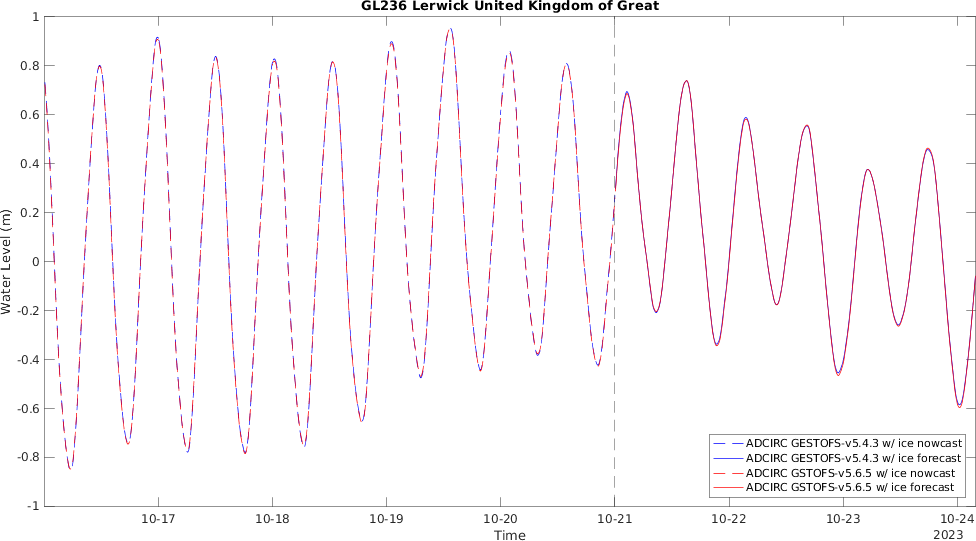 GL236 Lerwick United Kingdom of Great
1
0.8
0.6
0.4
0.2
0
-0.2
-0.4
-0.6
-0.8
-1
Water Level (m)
10-17 10-18 10-19 10-20 10-21 10-22 10-23 10-24
Time
2023
ADCIRC GESTOFS-v5.4.3 w/ ice nowcast
ADCIRC GESTOFS-v5.4.3 w/ ice forecast
ADCIRC GSTOFS-v5.6.5 w/ ice nowcast
ADCIRC GSTOFS-v5.6.5 w/ ice forecast